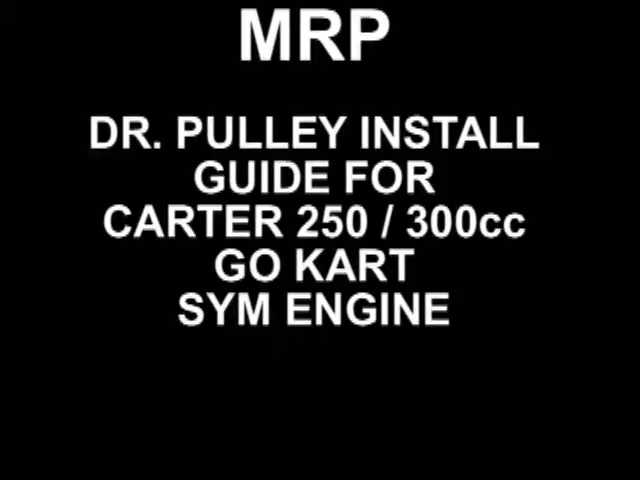 MRP
DR. PULLEY INSTALL
GUIDE FOR
CARTER 250 / 300cc
GO KART
SYM ENGINE